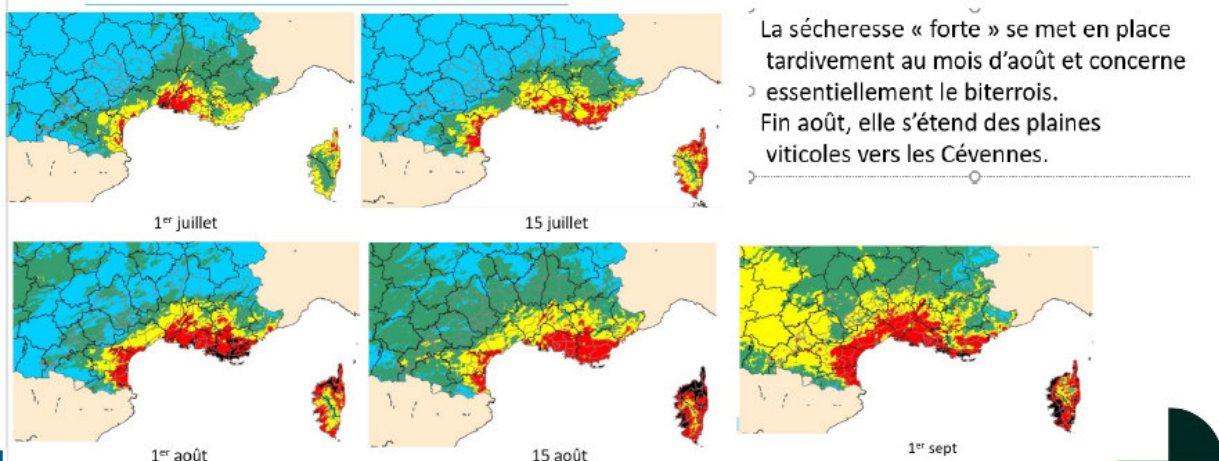 La sécheresse « forte » se met en place
tardivement au mois d'août et concerne
essentiellement le biterrois.
Fin août, elle s'étend des plaines
viticoles vers les Cévennes.
1er juillet
15 juillet
1er août
15 août
1er sept